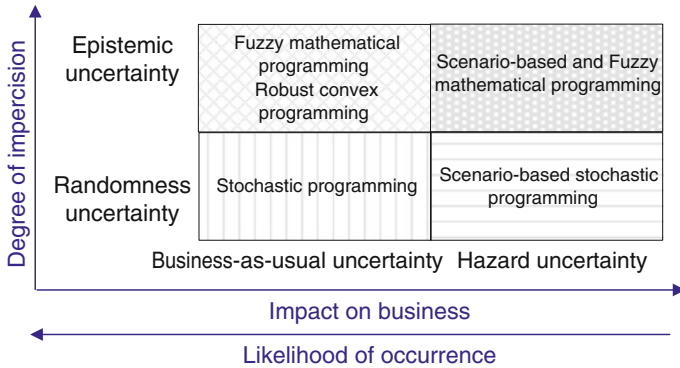 Degree of impercision
Epistemic
uncertainty
Fuzzy mathematical
programming
Robust convex
programming
Scenario-based and Fuzzy
mathematical programming
Randomness
uncertainty
Stochastic programming
Scenario-based stochastic
programming
Business-as-usual uncertainty
Hazard uncertainty
Impact on business
Likelihood of occurrence